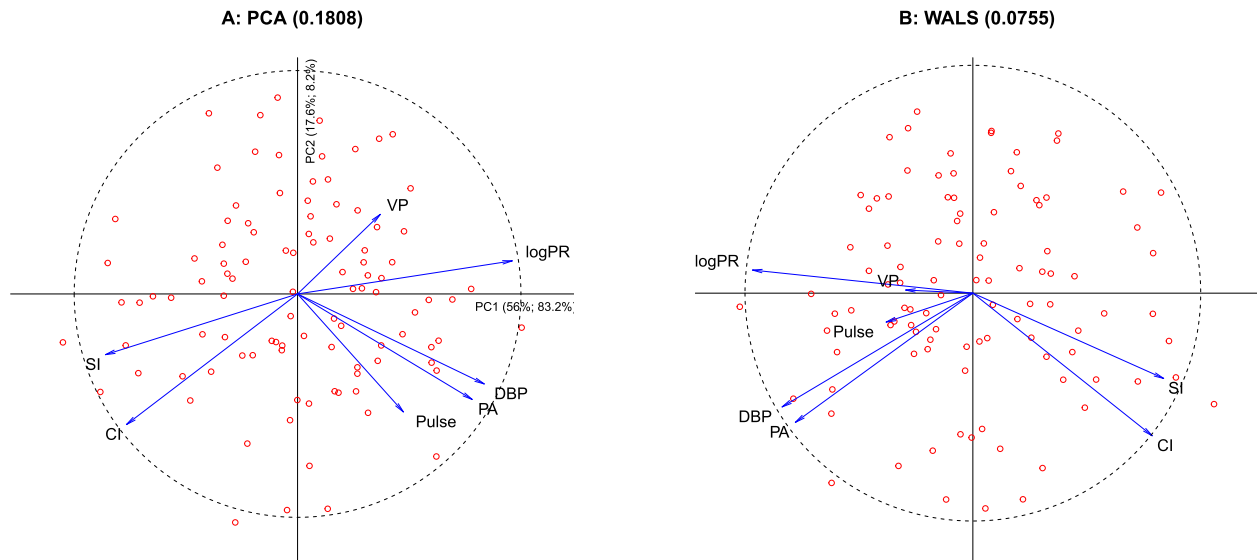 A: PCA (0.1808)
PC2 (17.6%; 8.2%)
VP
logPR
PC1 (56%; 83.2%)
SI
DBP
PA
Pulse
CI
B: WALS (0.0755)
logPR
VP
Pulse
SI
DBP
PA
CI